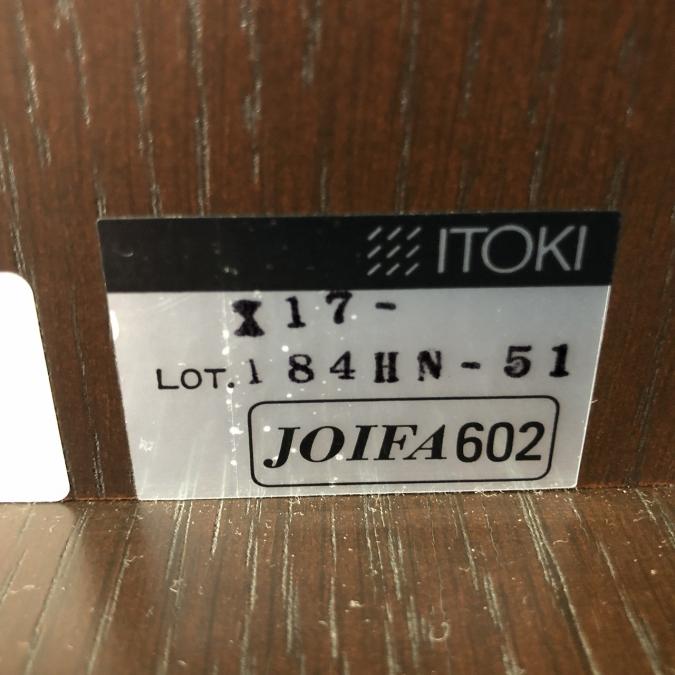 ITOKI
X17-
LOT. 184HN-51
JOIFA602